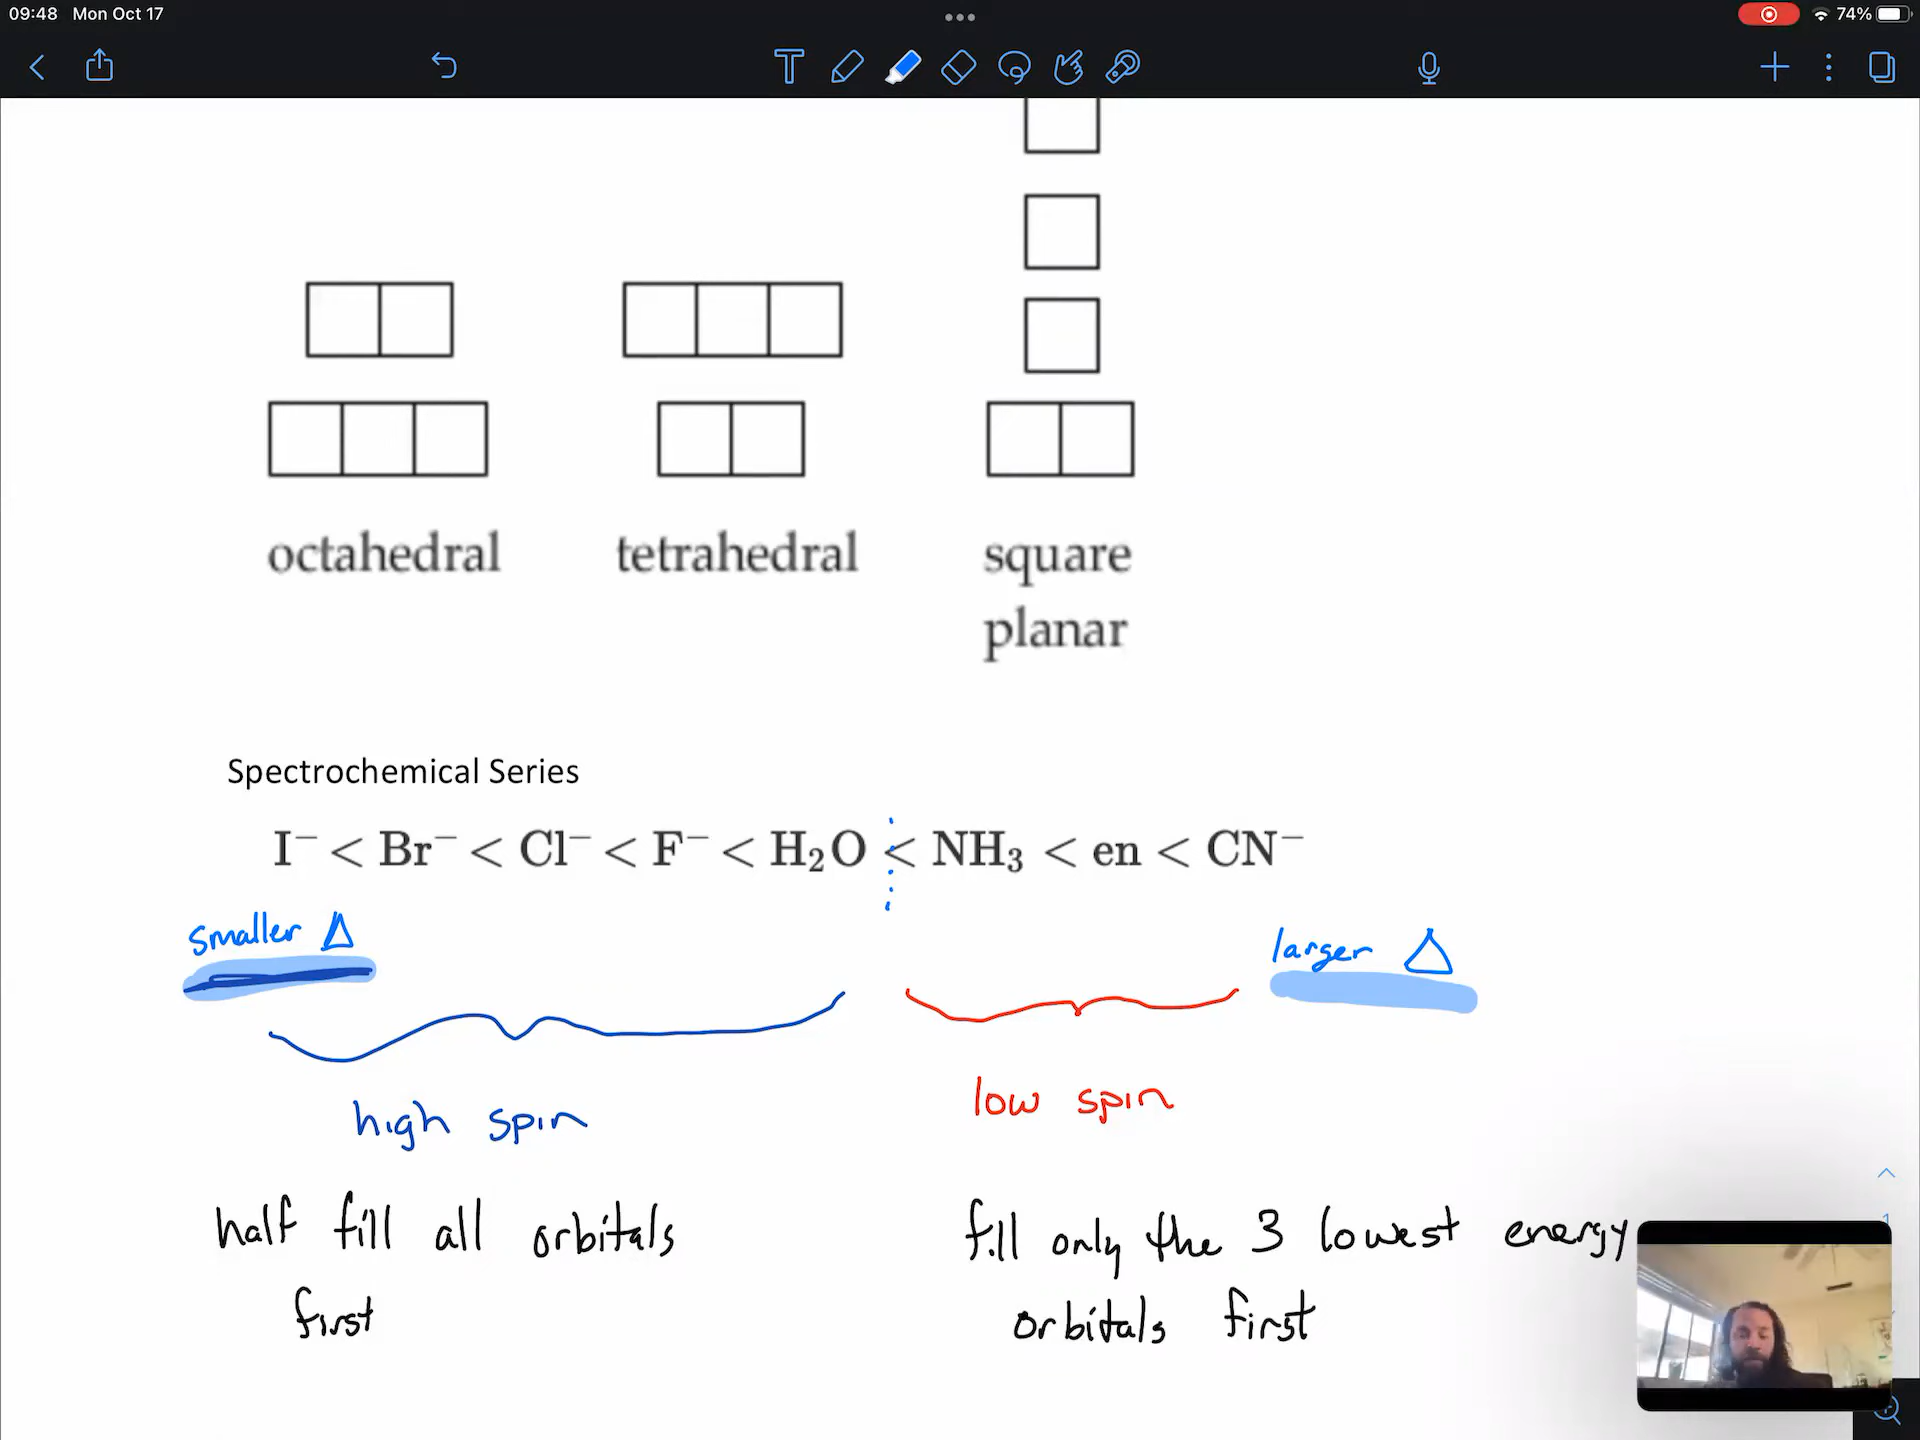 09:48 Mon Oct 17
74%
T
octahedral
tetrahedral
square
planar
Spectrochemical Series
I⁻ < Br⁻ < Cl⁻ < F⁻ < H₂O < NH₃ < en < CN⁻
smaller Δ
larger Δ
high spin
low spin
half fill all orbitals
first
fill only the 3 lowest energy
orbitals first
1